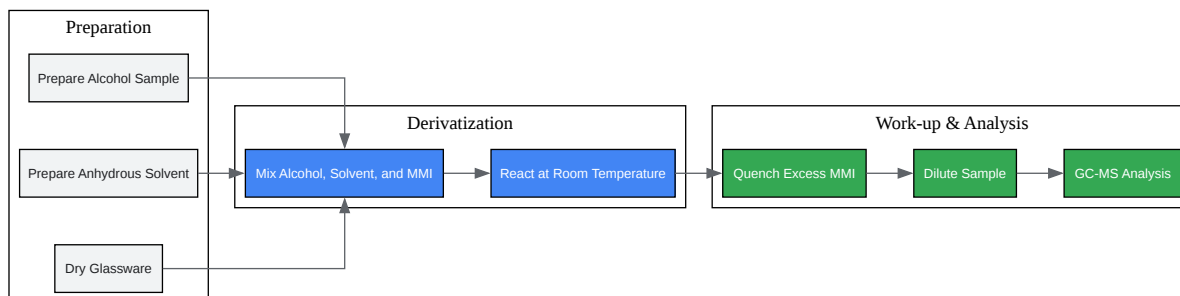 Preparation
Prepare Alcohol Sample
Prepare Anhydrous Solvent
Dry Glassware
Derivatization
Mix Alcohol, Solvent, and MMI
React at Room Temperature
Work-up & Analysis
Quench Excess MMI
Dilute Sample
GC-MS Analysis